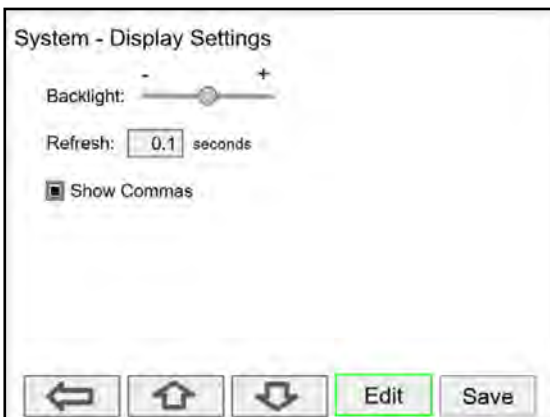 System - Display Settings
- +
Backlight:
Refresh: 0.1 seconds
Show Commas
Edit Save